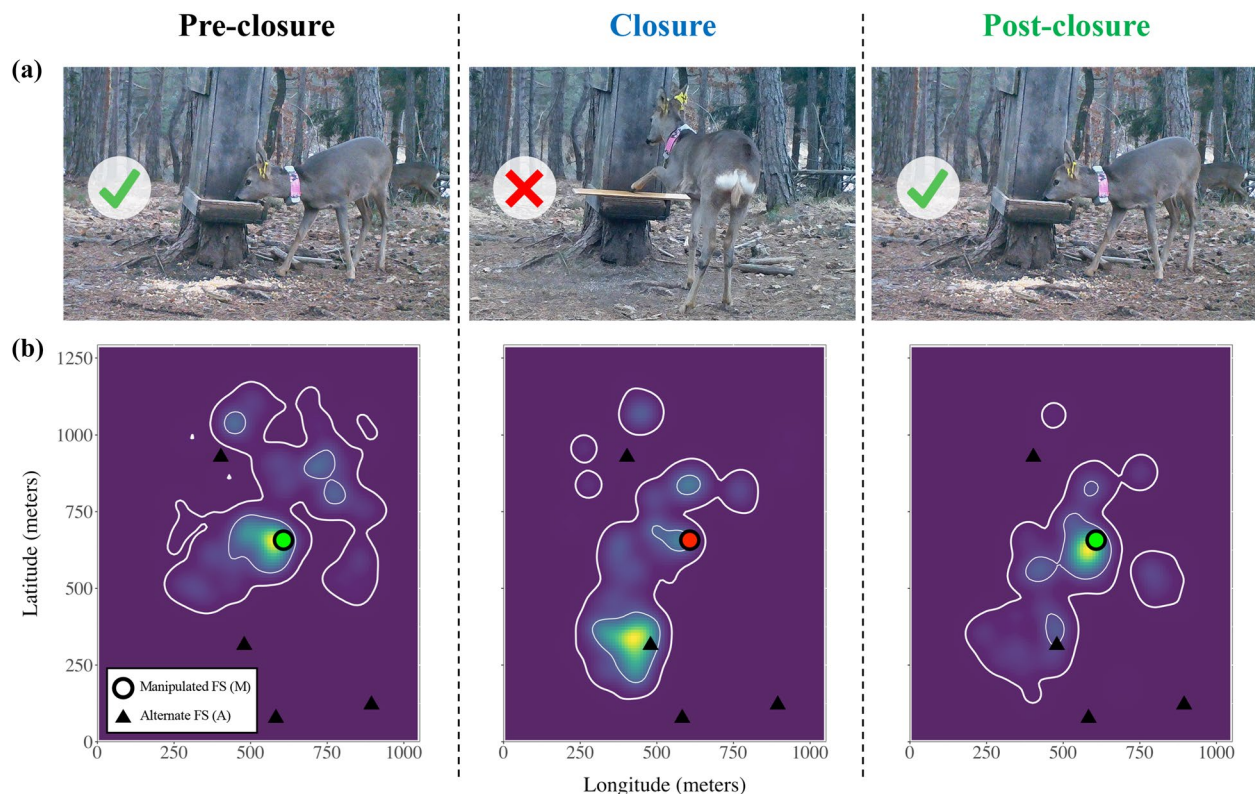 Pre-closure
Closure
Post-closure
(a)
(b)
1250
1000
750
500
250
0
Latitude (meters)
Manipulated FS (M)
Alternate FS (A)
0 250 500 750 1000
0 250 500 750 1000
0 250 500 750 1000
Longitude (meters)